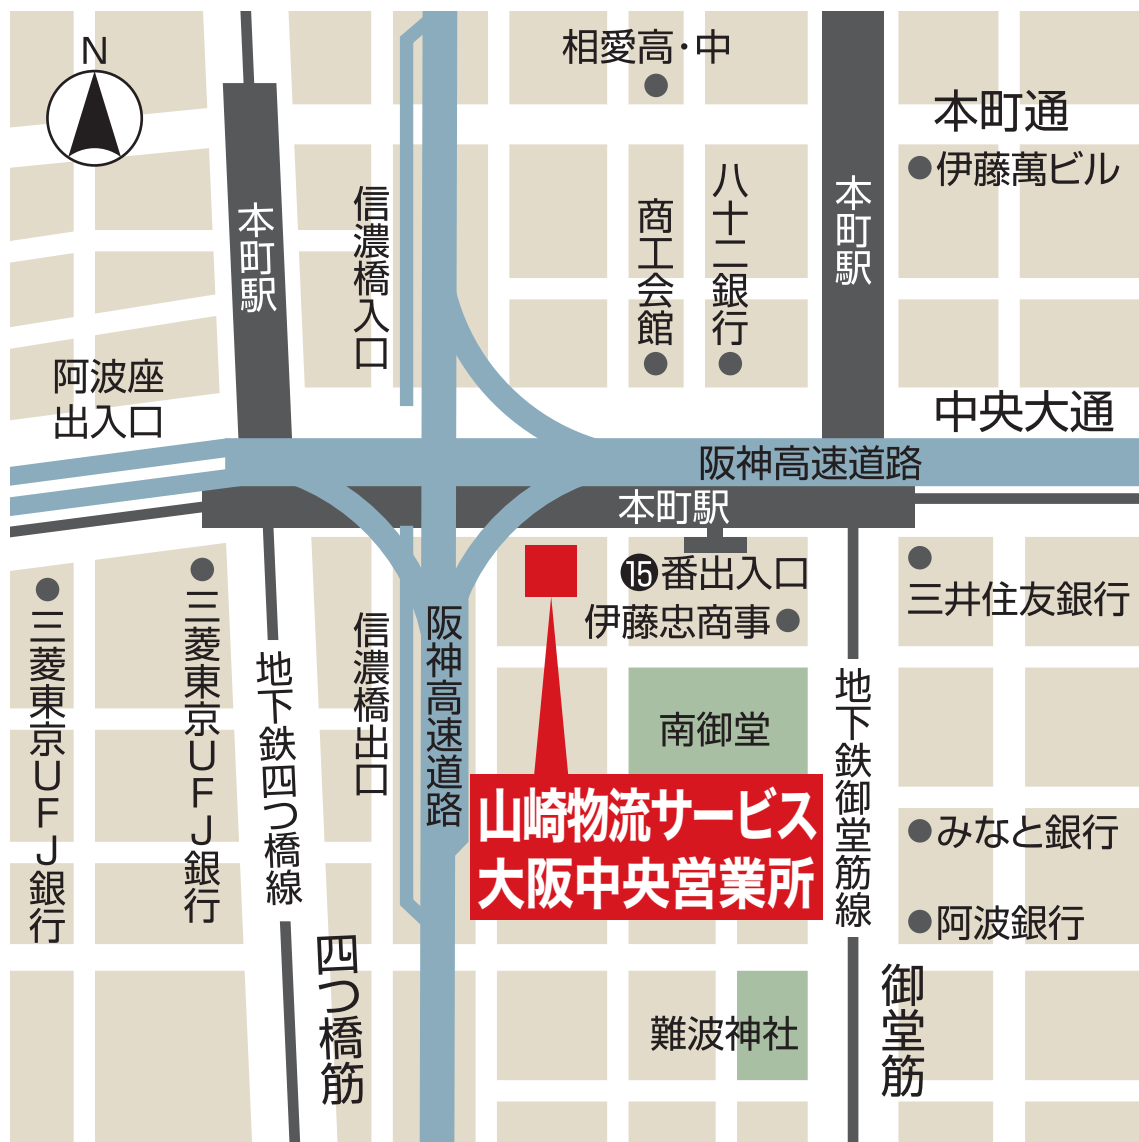 N
相愛高・中
本町通
伊藤萬ビル
八十二銀行
商工会館
本町駅
本町駅
信濃橋入口
阿波座
出入口
中央大通
阪神高速道路
本町駅
⓯番出入口
伊藤忠商事
三井住友銀行
三菱東京UFJ銀行
三菱東京UFJ銀行
地下鉄四つ橋線
信濃橋出口
阪神高速道路
南御堂
地下鉄御堂筋線
山崎物流サービス
大阪中央営業所
みなと銀行
阿波銀行
四つ橋筋
難波神社
御堂筋